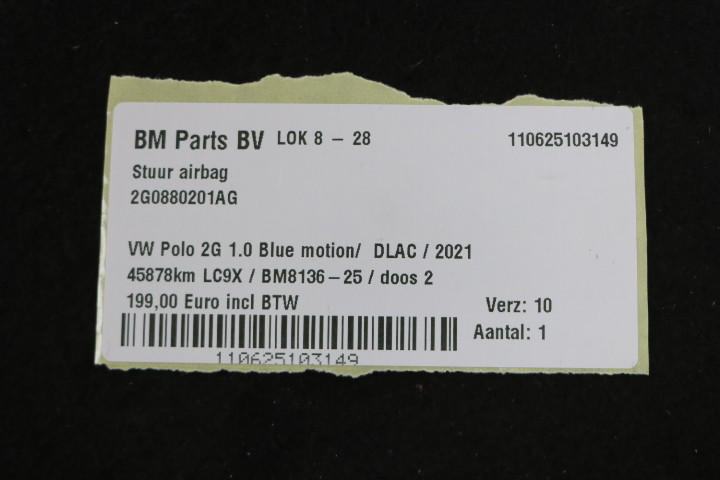 BM Parts BV LOK 8 - 28 110625103149
Stuur airbag
2G0880201AG
VW Polo 2G 1.0 Blue motion/ DLAC / 2021
45878km LC9X / BM8136-25 / doos 2
199,00 Euro incl BTW Verz: 10
Aantal: 1
110625103149